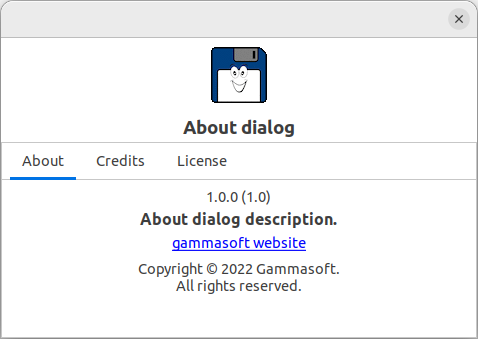 About dialog
About
Credits
License
1.0.0 (1.0)
About dialog description.
gammasoft website
Copyright © 2022 Gammasoft.
All rights reserved.